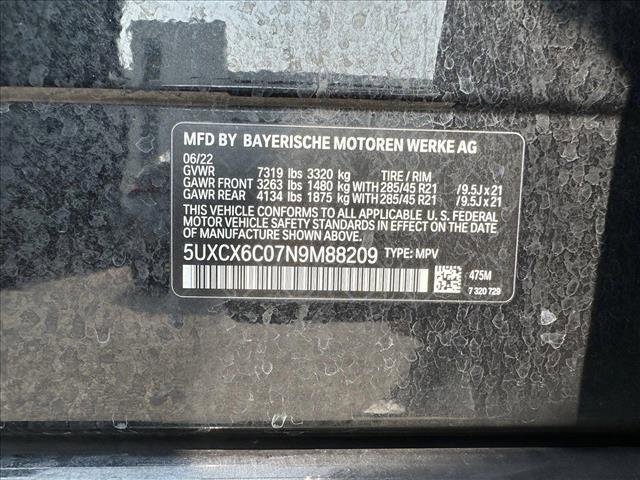 MFD BY BAYERISCHE MOTOREN WERKE AG
06/22
GVWR 7319 lbs 3320 kg TIRE / RIM
GAWR FRONT 3263 lbs 1480 kg WITH 285/45 R21 /9.5J x 21
GAWR REAR 4134 lbs 1875 kg WITH 285/45 R21 /9.5J x 21
THIS VEHICLE CONFORMS TO ALL APPLICABLE U. S. FEDERAL
MOTOR VEHICLE SAFETY STANDARDS IN EFFECT ON THE DATE
OF MANUFACTURE SHOWN ABOVE.
5UXCX6C07N9M88209 TYPE: MPV
475M
7 320 729